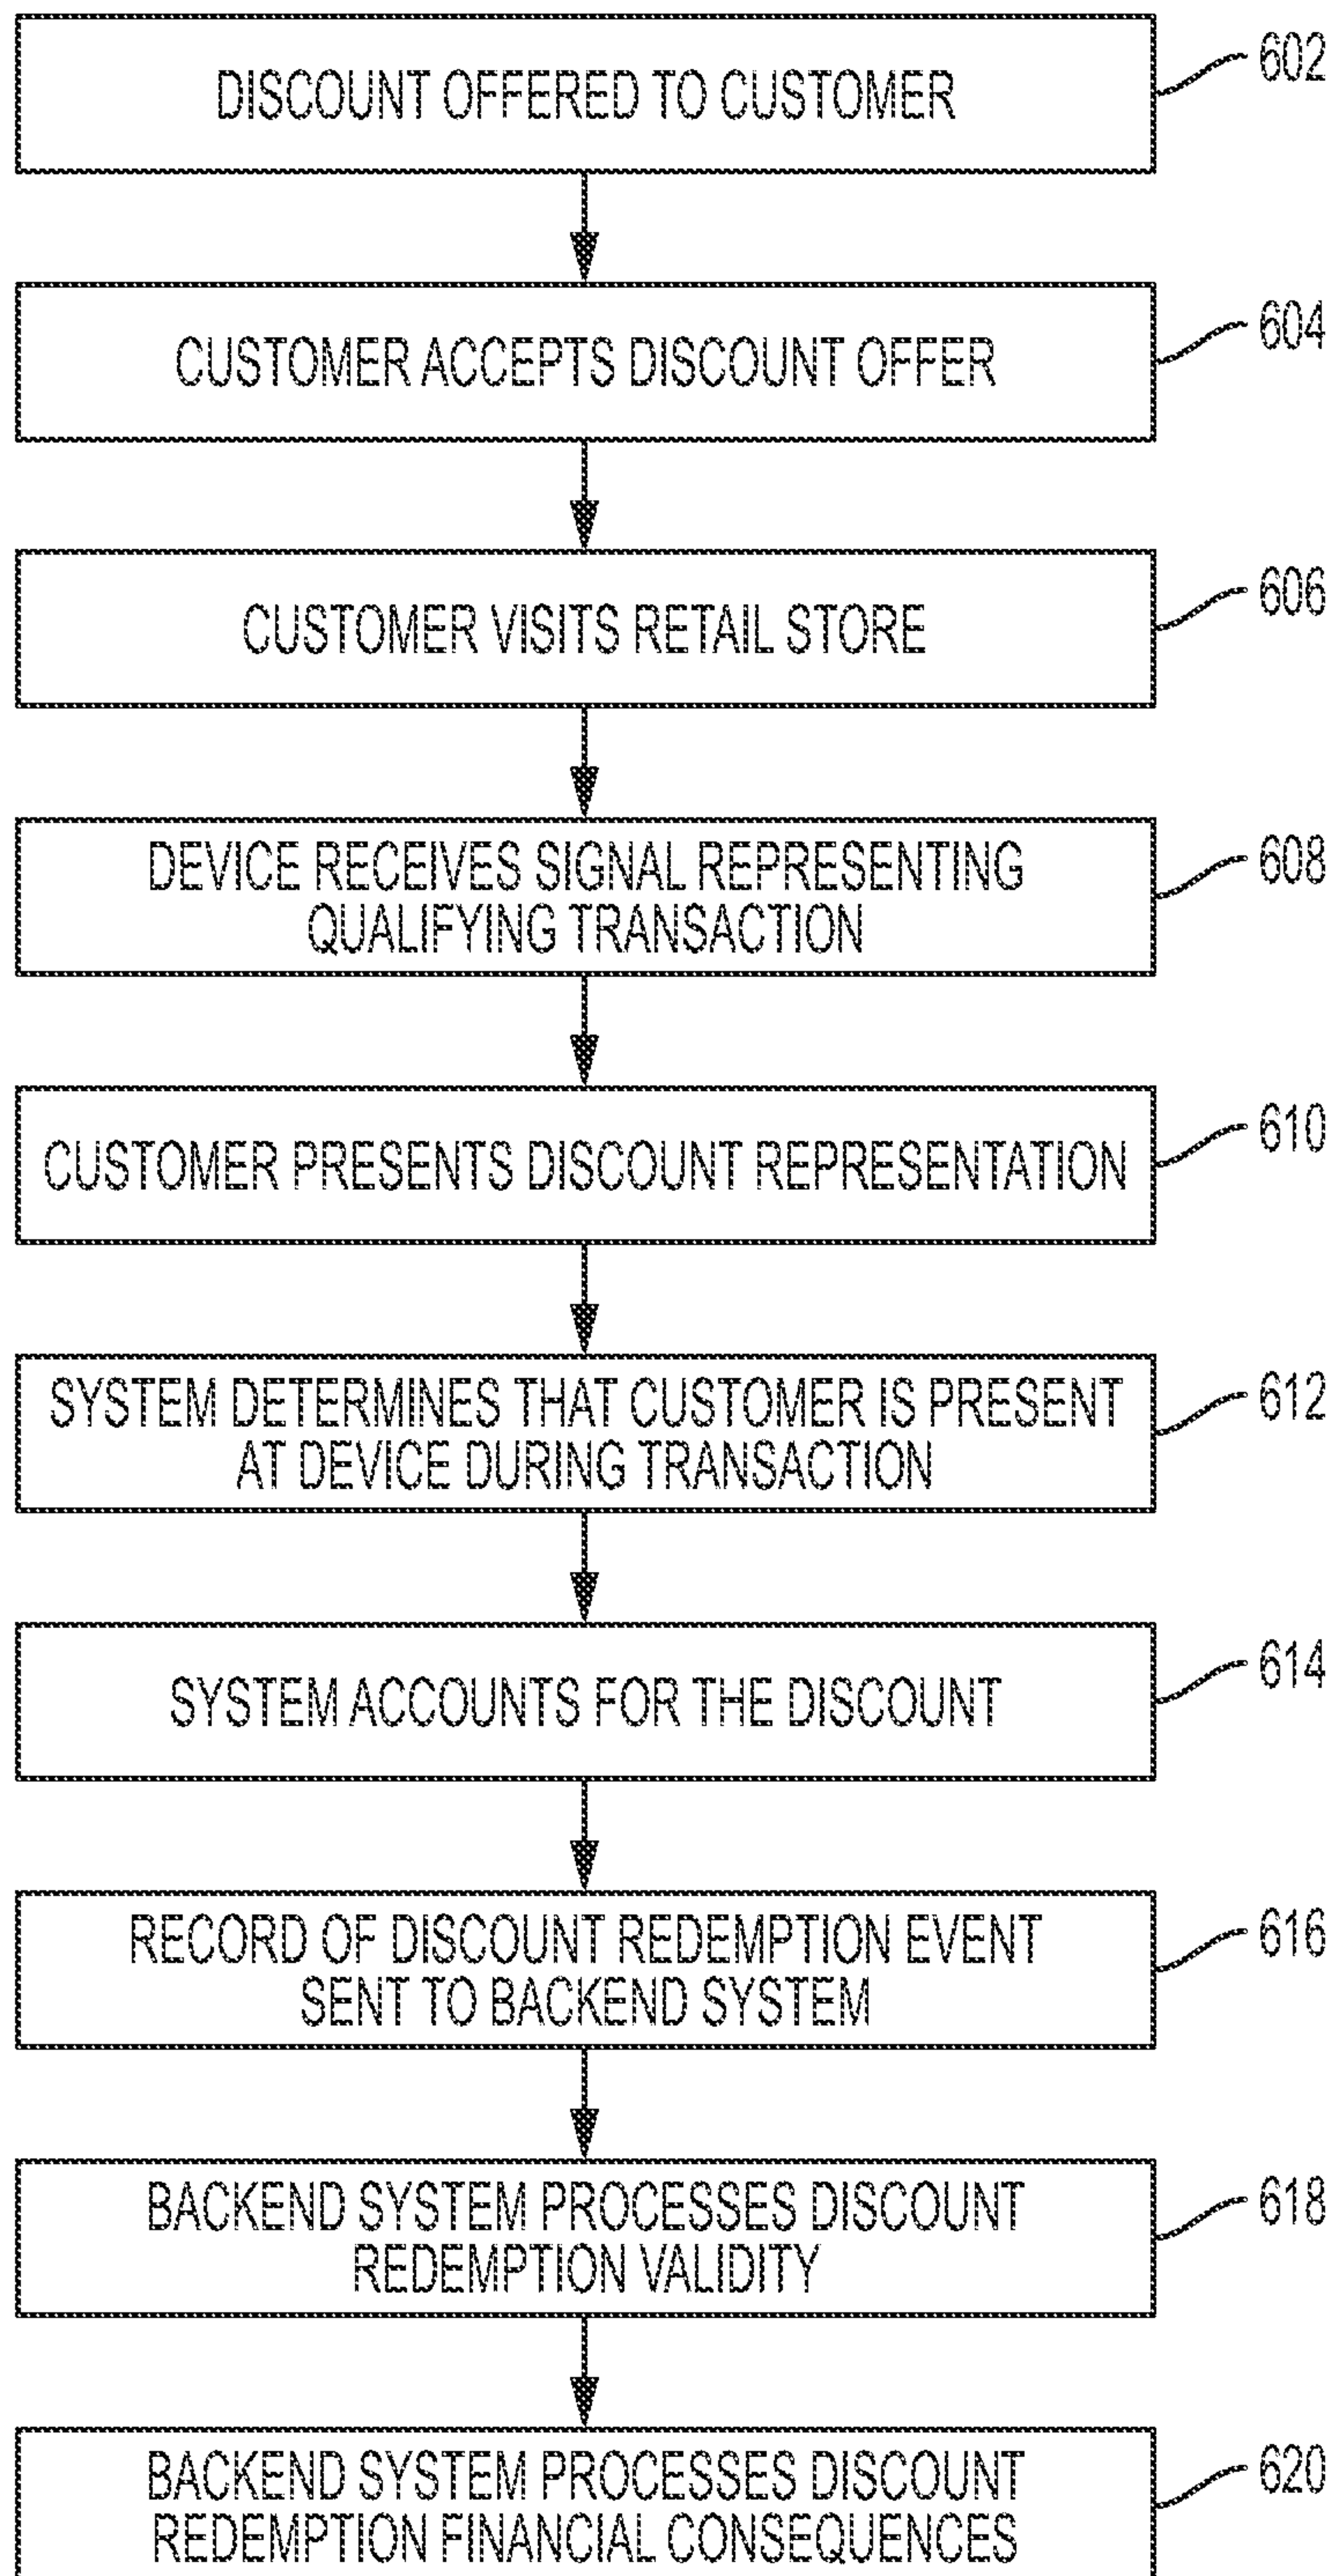 DISCOUNT OFFERED TO CUSTOMER
602
CUSTOMER ACCEPTS DISCOUNT OFFER
604
CUSTOMER VISITS RETAIL STORE
606
DEVICE RECEIVES SIGNAL REPRESENTING
QUALIFYING TRANSACTION
608
CUSTOMER PRESENTS DISCOUNT REPRESENTATION
610
SYSTEM DETERMINES THAT CUSTOMER IS PRESENT
AT DEVICE DURING TRANSACTION
612
SYSTEM ACCOUNTS FOR THE DISCOUNT
614
RECORD OF DISCOUNT REDEMPTION EVENT
SENT TO BACKEND SYSTEM
616
BACKEND SYSTEM PROCESSES DISCOUNT
REDEMPTION VALIDITY
618
BACKEND SYSTEM PROCESSES DISCOUNT
REDEMPTION FINANCIAL CONSEQUENCES
620